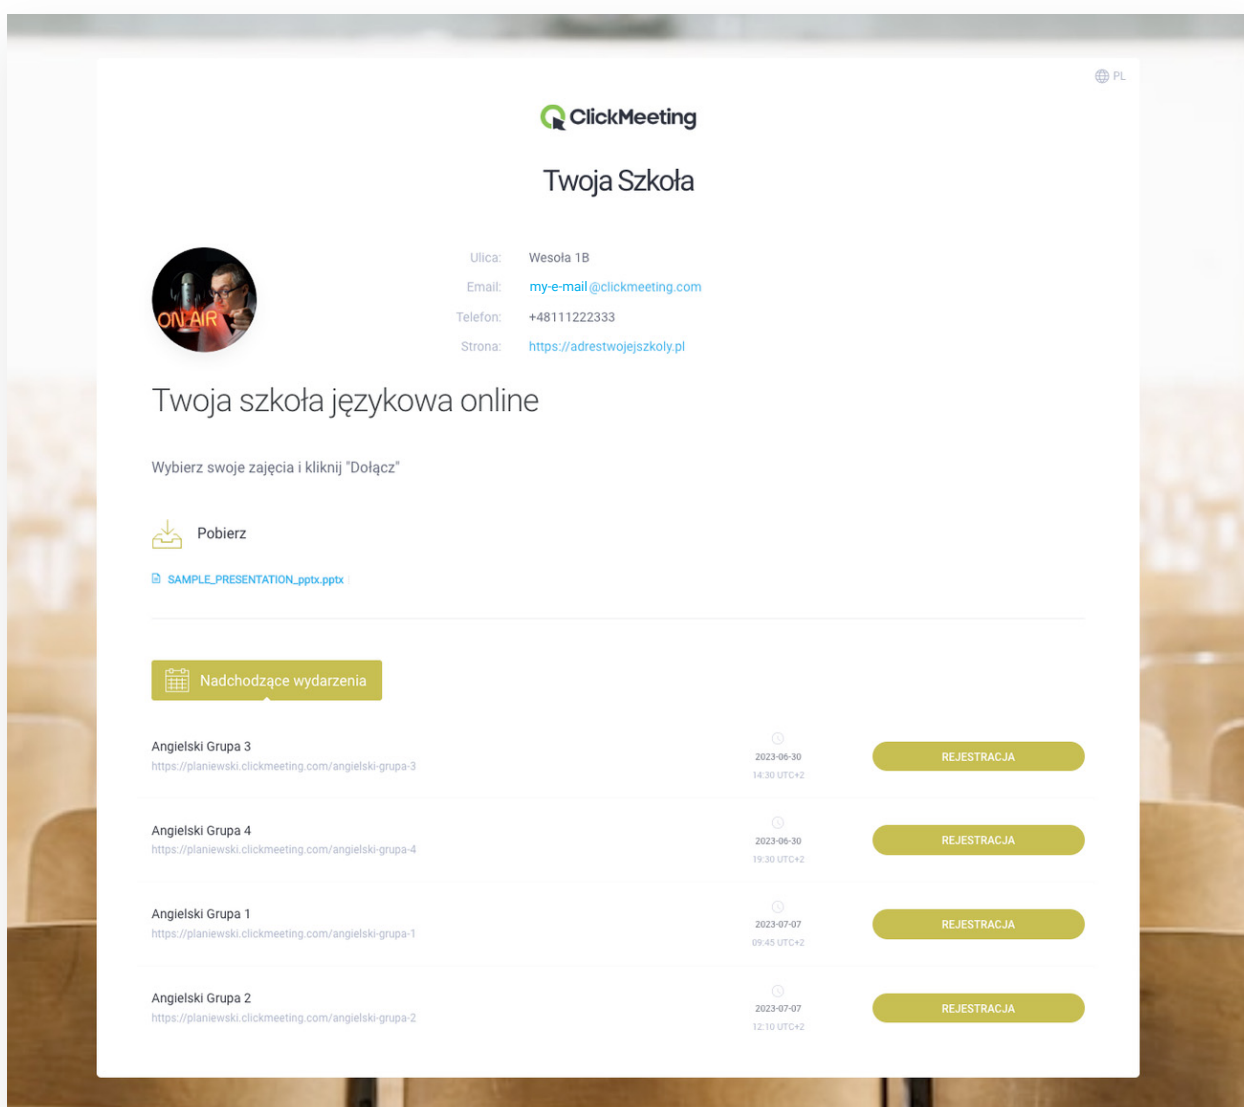 PL
ClickMeeting
Twoja Szkoła
ON AIR
Ulica: Wesoła 1B
Email: my-e-mail@clickmeeting.com
Telefon: +48111222333
Strona: https://adrestwojejszkoly.pl
Twoja szkoła językowa online
Wybierz swoje zajęcia i kliknij "Dołącz"
Pobierz
SAMPLE_PRESENTATION_pptx.pptx
Nadchodzące wydarzenia
Angielski Grupa 3
https://planiewski.clickmeeting.com/angielski-grupa-3
2023-06-30
14:30 UTC+2
REJESTRACJA
Angielski Grupa 4
https://planiewski.clickmeeting.com/angielski-grupa-4
2023-06-30
19:30 UTC+2
REJESTRACJA
Angielski Grupa 1
https://planiewski.clickmeeting.com/angielski-grupa-1
2023-07-07
09:45 UTC+2
REJESTRACJA
Angielski Grupa 2
https://planiewski.clickmeeting.com/angielski-grupa-2
2023-07-07
12:10 UTC+2
REJESTRACJA